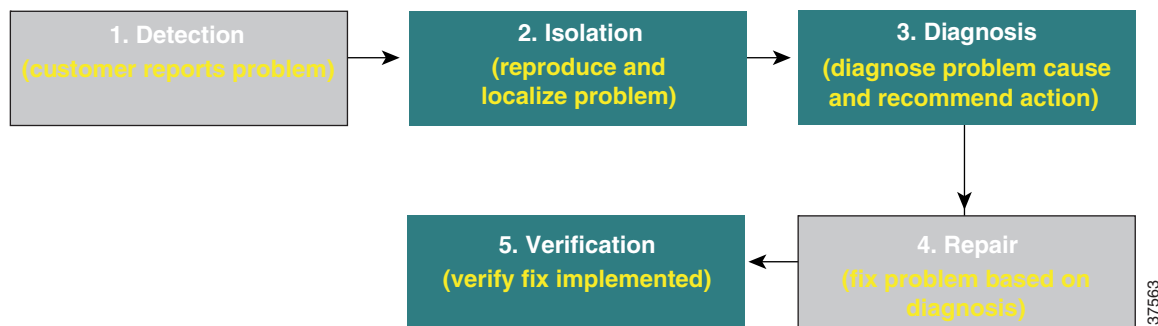 1. Detection
(customer reports problem)
2. Isolation
(reproduce and
localize problem)
3. Diagnosis
(diagnose problem cause
and recommend action)
4. Repair
(fix problem based on
diagnosis)
5. Verification
(verify fix implemented)
37563